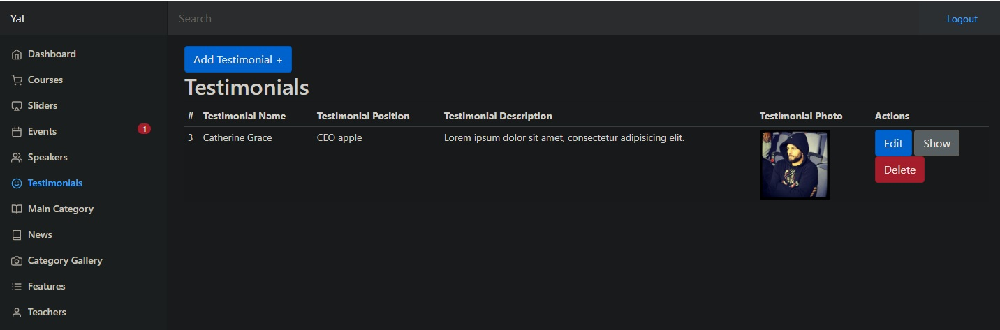 Yat
Search
Logout
Dashboard
Courses
Sliders
Events 1
Speakers
Testimonials
Main Category
News
Category Gallery
Features
Teachers
Add Testimonial +
Testimonials
# Testimonial Name Testimonial Position Testimonial Description Testimonial Photo Actions
3 Catherine Grace CEO apple Lorem ipsum dolor sit amet, consectetur adipisicing elit. Edit Show
Delete